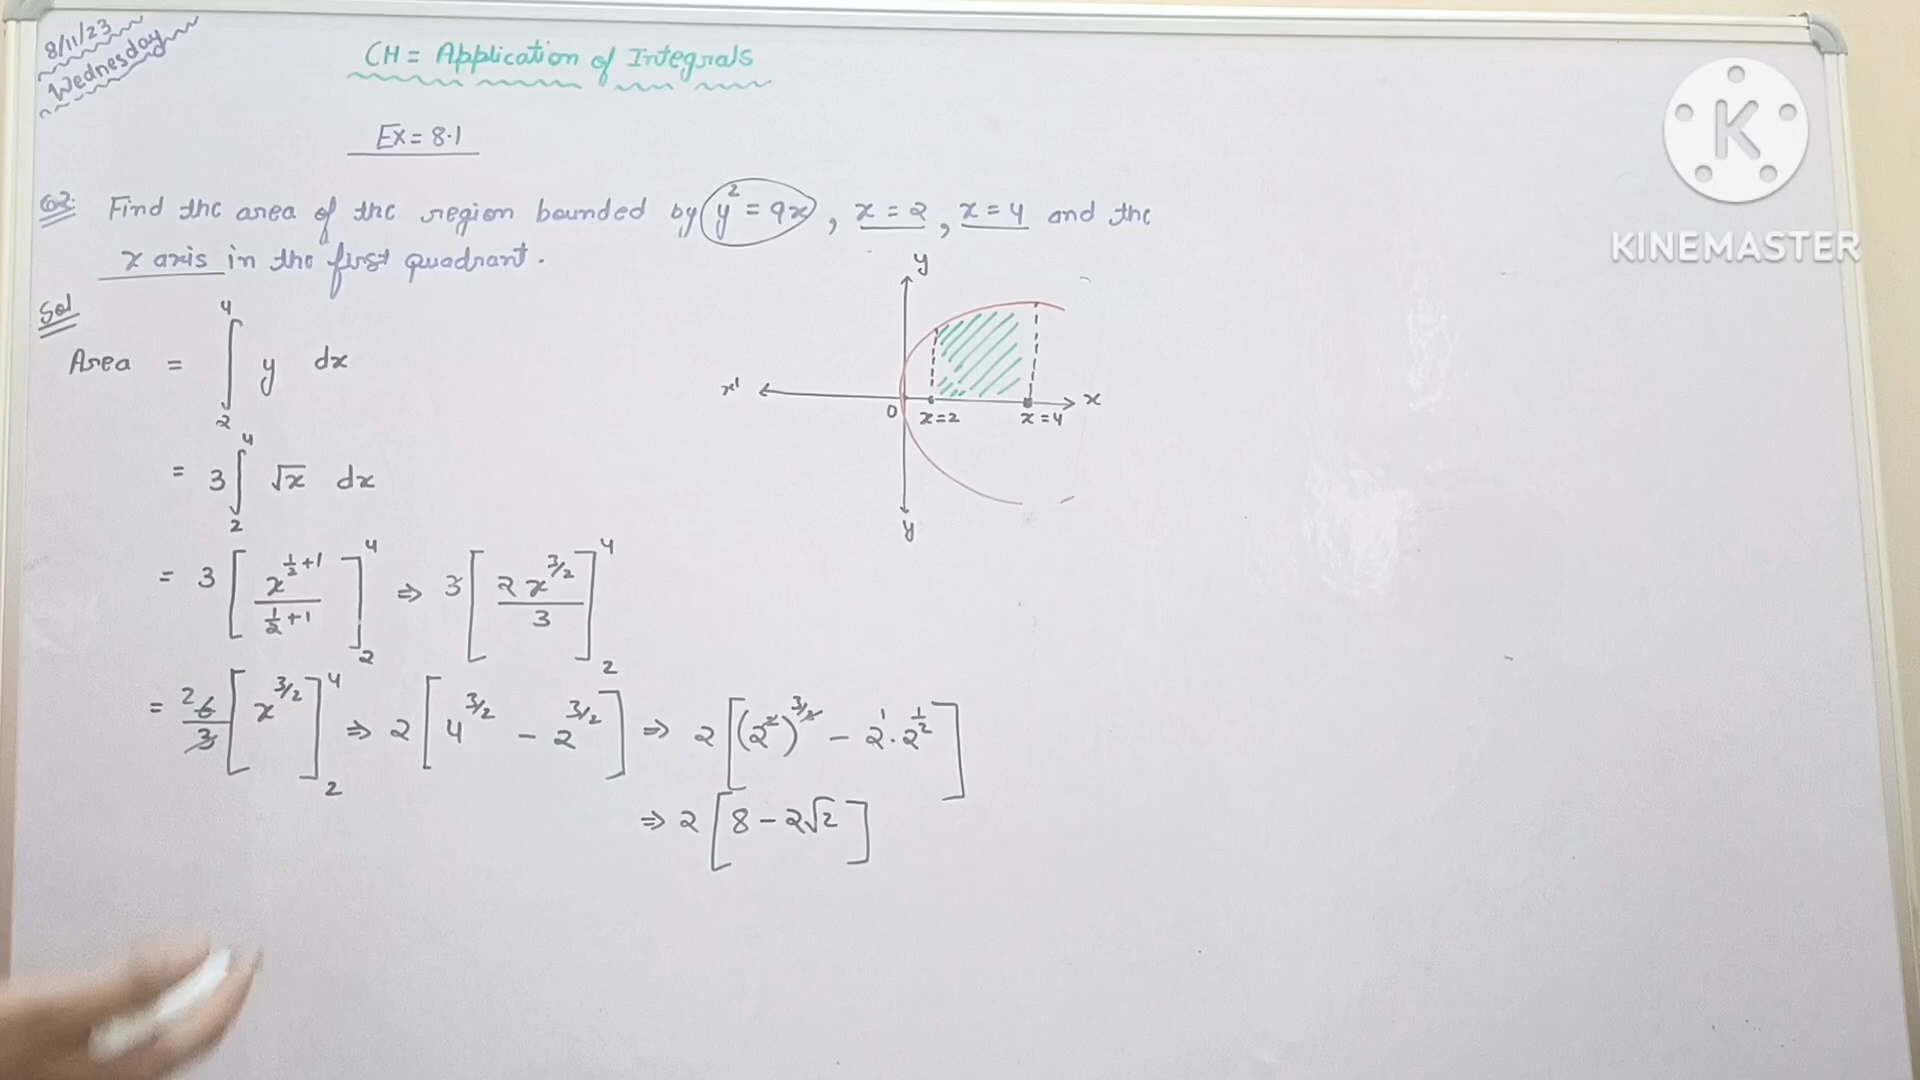 8/11/23
Wednesday
CH = Application of Integrals
Ex = 8.1
Q2. Find the area of the region bounded by y² = 9x, x = 2, x = 4 and the
x axis in the first quadrant.
Sol
Area = ∫₂⁴ y dx
= 3 ∫₂⁴ √x dx
= 3 [ x^(1/2+1) / (1/2+1) ]₂⁴ ⇒ 3 [ 2x^(3/2) / 3 ]₂⁴
= 2 6/3 [ x^(3/2) ]₂⁴ ⇒ 2 [ 4^(3/2) - 2^(3/2) ] ⇒ 2 [ (2²)^(3/2) - 2¹·2^(1/2) ]
⇒ 2 [ 8 - 2√2 ]
y
x'
O
x=2
x=4
x
y
K
KINEMASTER